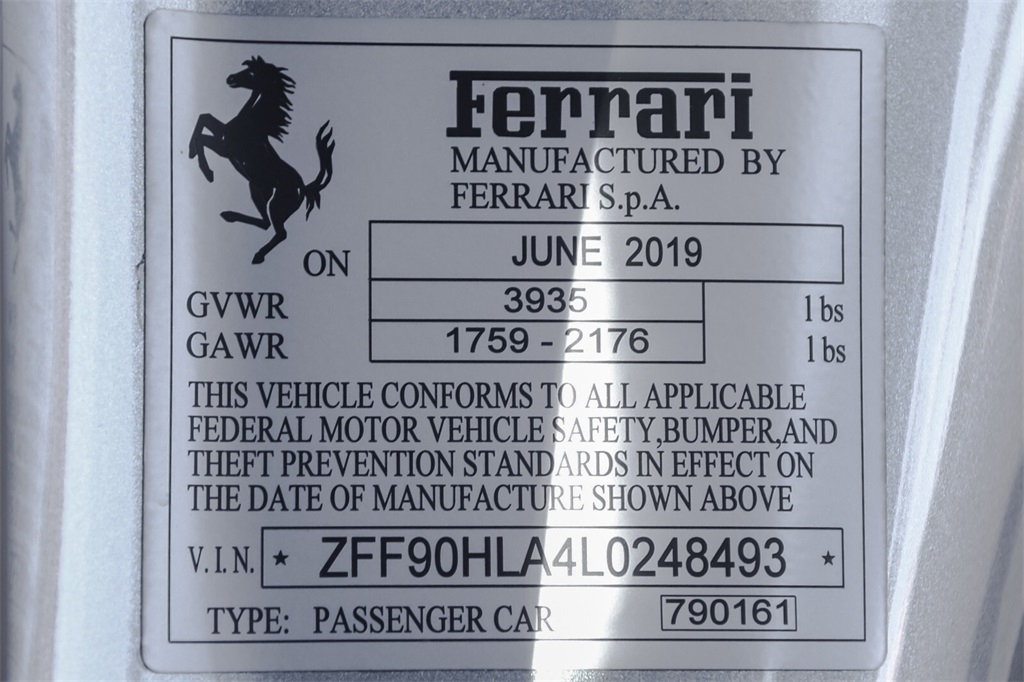 Ferrari
MANUFACTURED BY
FERRARI S.p.A.
ON JUNE 2019
GVWR 3935 lbs
GAWR 1759 - 2176 lbs
THIS VEHICLE CONFORMS TO ALL APPLICABLE
FEDERAL MOTOR VEHICLE SAFETY,BUMPER,AND
THEFT PREVENTION STANDARDS IN EFFECT ON
THE DATE OF MANUFACTURE SHOWN ABOVE
V.I.N. * ZFF90HLA4L0248493 *
TYPE: PASSENGER CAR 790161